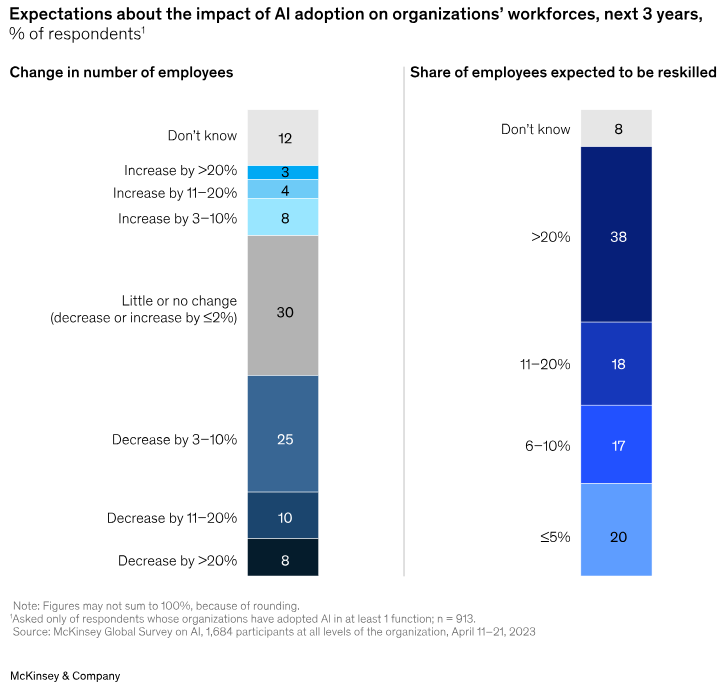 Expectations about the impact of AI adoption on organizations’ workforces, next 3 years,
% of respondents¹
Change in number of employees
Don’t know
12
Increase by >20%
3
Increase by 11–20%
4
Increase by 3–10%
8
Little or no change
(decrease or increase by ≤2%)
30
Decrease by 3–10%
25
Decrease by 11–20%
10
Decrease by >20%
8
Share of employees expected to be reskilled
Don’t know
8
>20%
38
11–20%
18
6–10%
17
≤5%
20
Note: Figures may not sum to 100%, because of rounding.
¹Asked only of respondents whose organizations have adopted AI in at least 1 function; n = 913.
Source: McKinsey Global Survey on AI, 1,684 participants at all levels of the organization, April 11–21, 2023
McKinsey & Company